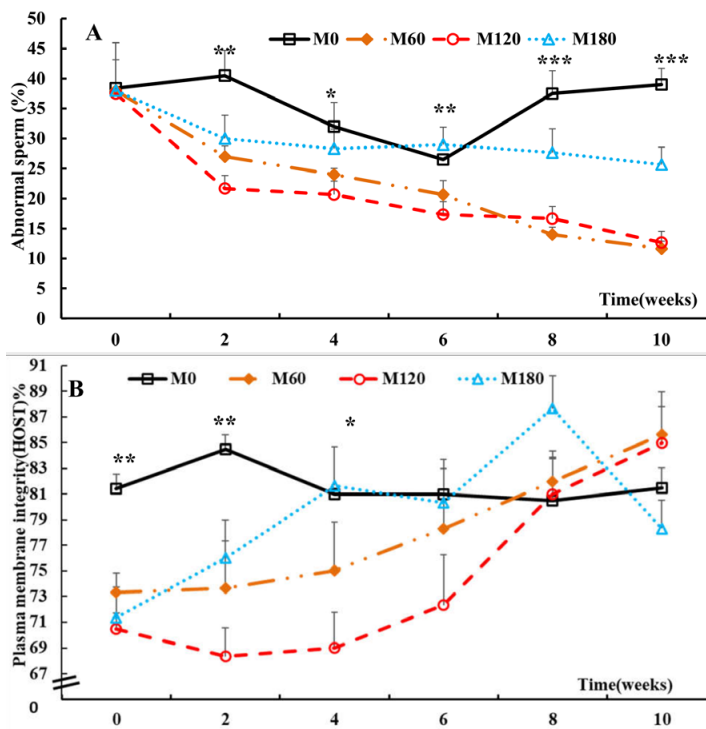 A
M0 M60 M120 M180
Abnormal sperm (%)
50
45
40
35
30
25
20
15
10
5
0
** * ** *** ***
Time(weeks)
0 2 4 6 8 10
B
M0 M60 M120 M180
Plasma membrane integrity(HOST)%
91
89
87
85
83
81
79
77
75
73
71
69
67
0
** ** *
Time(weeks)
0 2 4 6 8 10